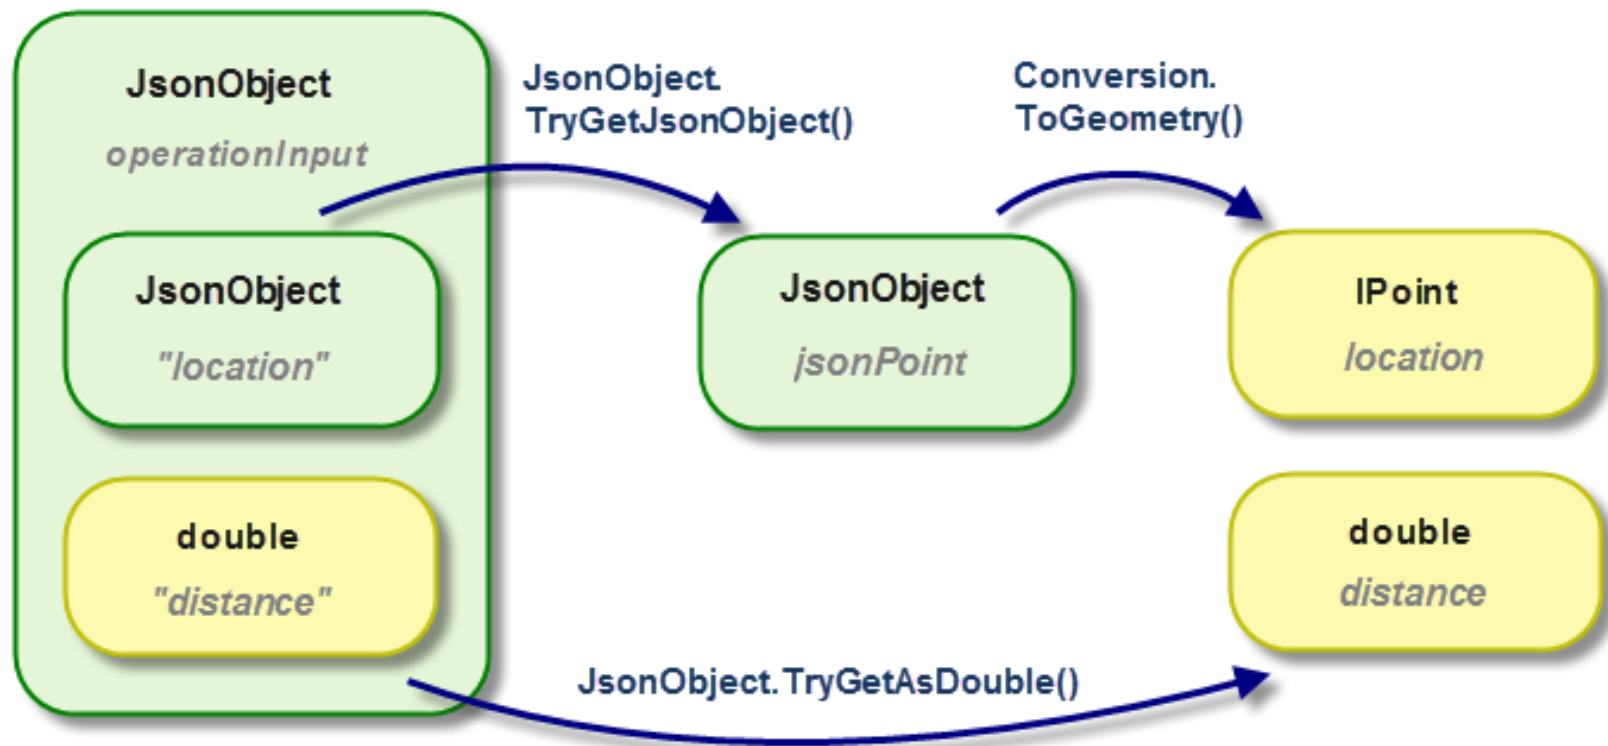 JsonObject
operationInput
JsonObject
"location"
double
"distance"
JsonObject.
TryGetJsonObject()
JsonObject
jsonPoint
Conversion.
ToGeometry()
IPoint
location
double
distance
JsonObject.TryGetAsDouble()